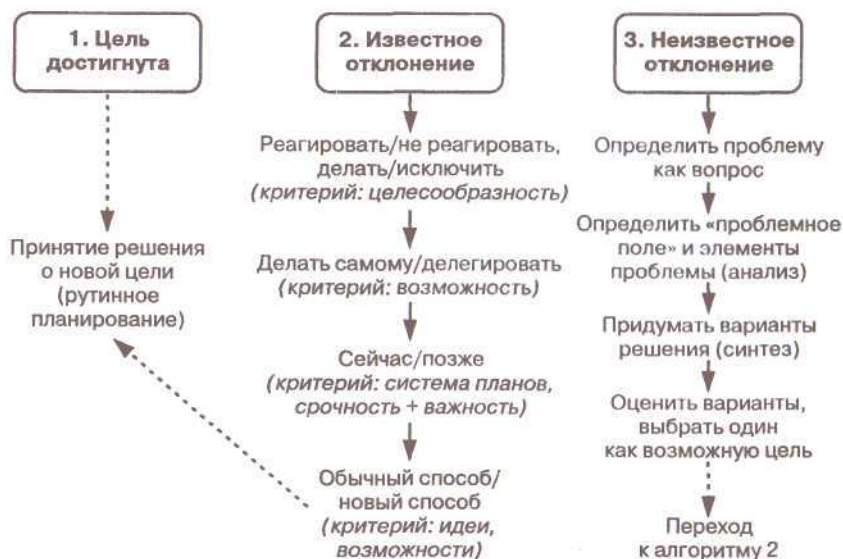 1. Цель
достигнута
Принятие решения
о новой цели
(рутинное
планирование)
2. Известное
отклонение
Реагировать/не реагировать,
делать/исключить
(критерий: целесообразность)
Делать самому/делегировать
(критерий: возможность)
Сейчас/позже
(критерий: система планов,
срочность + важность)
Обычный способ/
новый способ
(критерий: идеи,
возможности)
3. Неизвестное
отклонение
Определить проблему
как вопрос
Определить «проблемное
поле» и элементы
проблемы (анализ)
Придумать варианты
решения (синтез)
Оценить варианты,
выбрать один
как возможную цель
Переход
к алгоритму 2